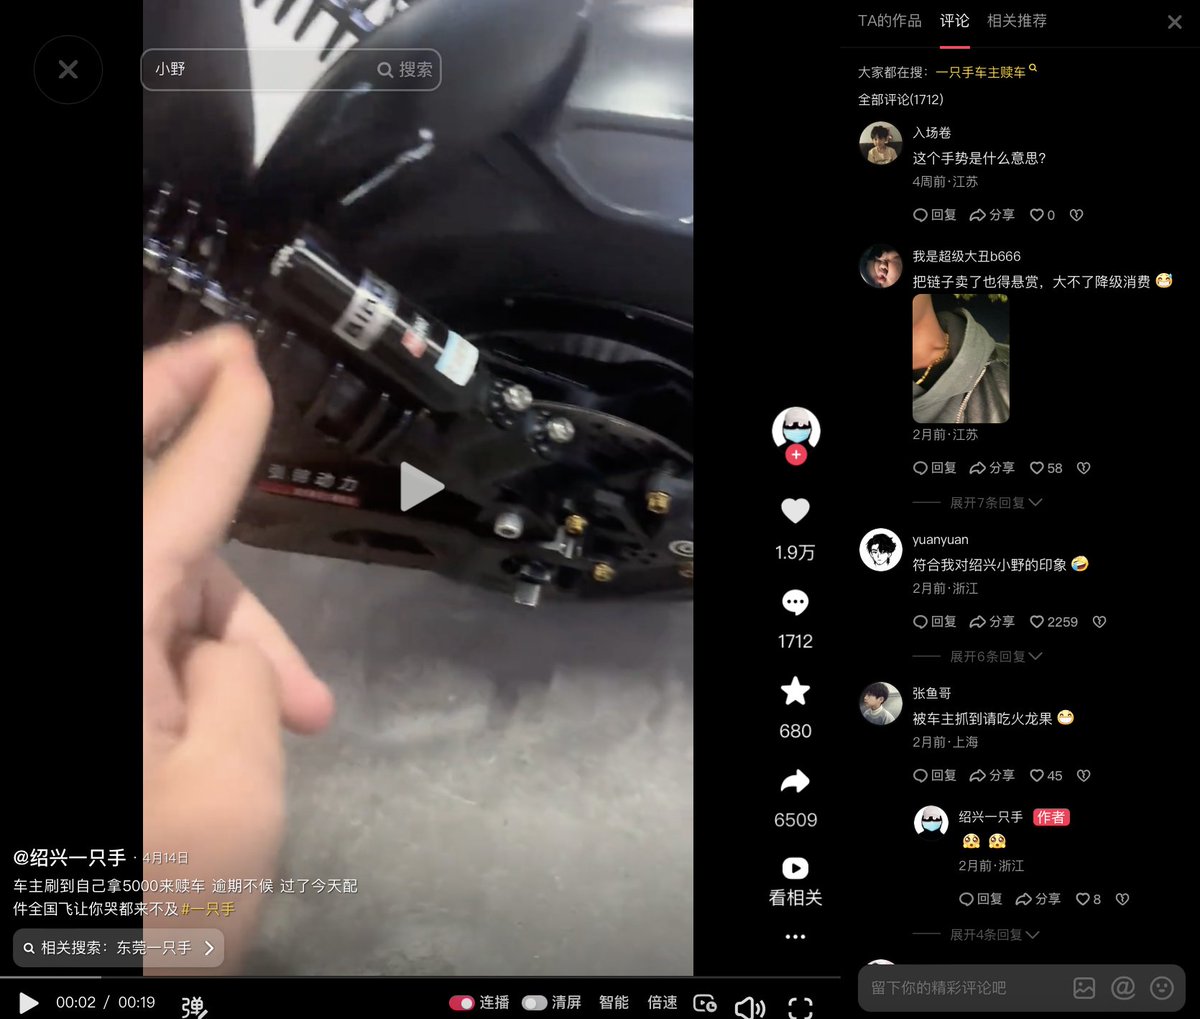 小野
搜索
弘皓动力
1.9万
1712
680
6509
看相关
@绍兴一只手 · 4月14日
车主刷到自己拿5000来赎车 逾期不候 过了今天配
件全国飞让你哭都来不及 #一只手
相关搜索：东莞一只手
00:02 / 00:19
弹
连播
清屏
智能
倍速
TA的作品
评论
相关推荐
大家都在搜：一只手车主赎车
全部评论(1712)
入场卷
这个手势是什么意思?
4周前·江苏
回复
分享
0
我是超级大丑b666
把链子卖了也得悬赏，大不了降级消费
2月前·江苏
回复
分享
58
展开7条回复
yuanyuan
符合我对绍兴小野的印象
2月前·浙江
回复
分享
2259
展开6条回复
张鱼哥
被车主抓到请吃火龙果
2月前·上海
回复
分享
45
绍兴一只手 作者
2月前·浙江
回复
分享
8
展开4条回复
留下你的精彩评论吧